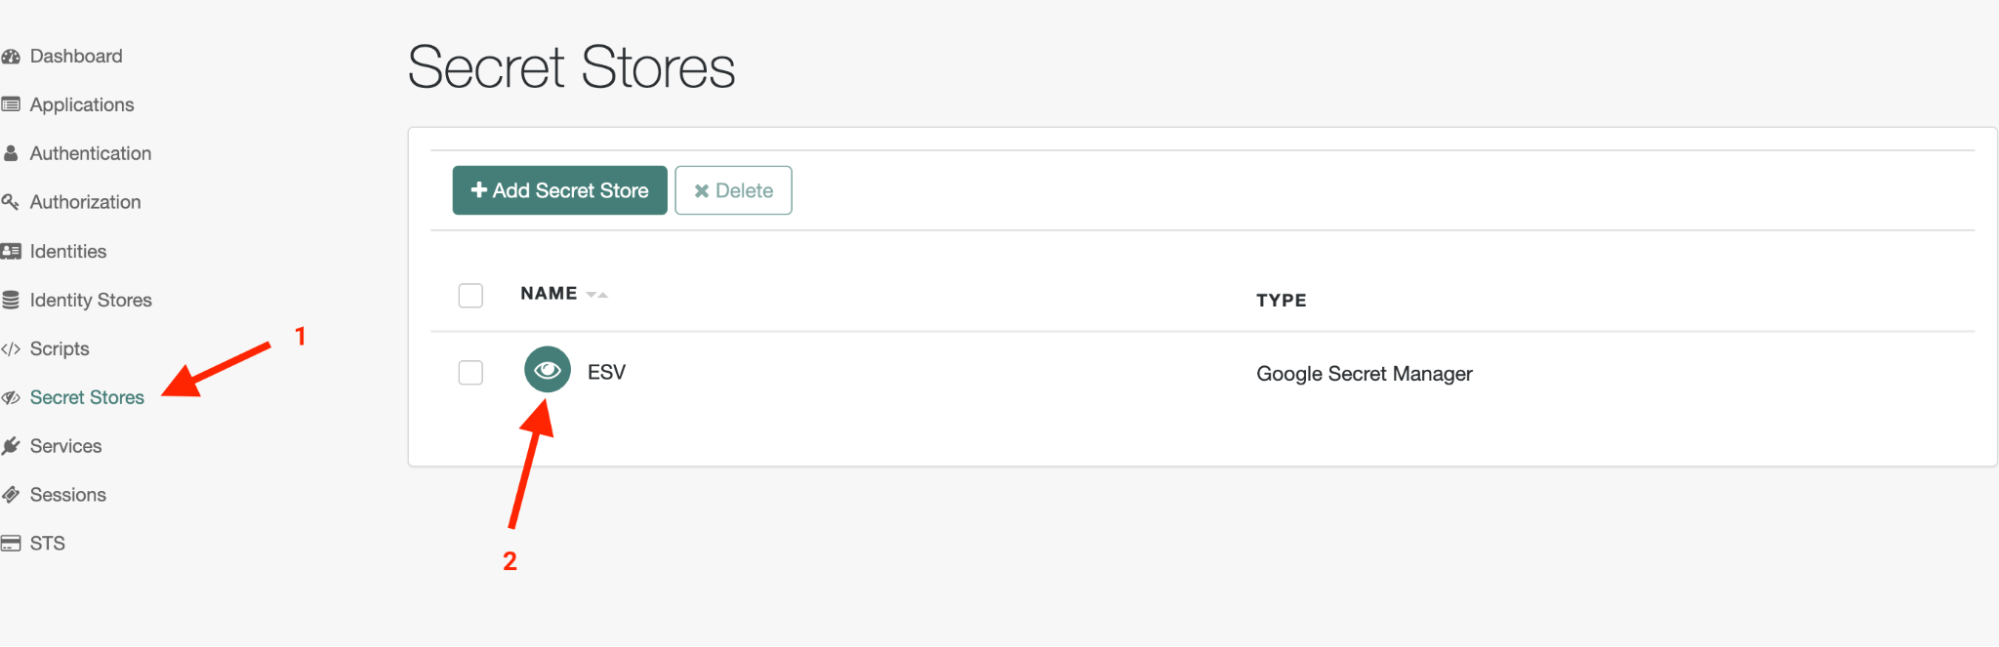 Dashboard
Applications
Authentication
Authorization
Identities
Identity Stores
Scripts
Secret Stores
Services
Sessions
STS
1
Secret Stores
Add Secret Store
Delete
NAME
TYPE
ESV
Google Secret Manager
2